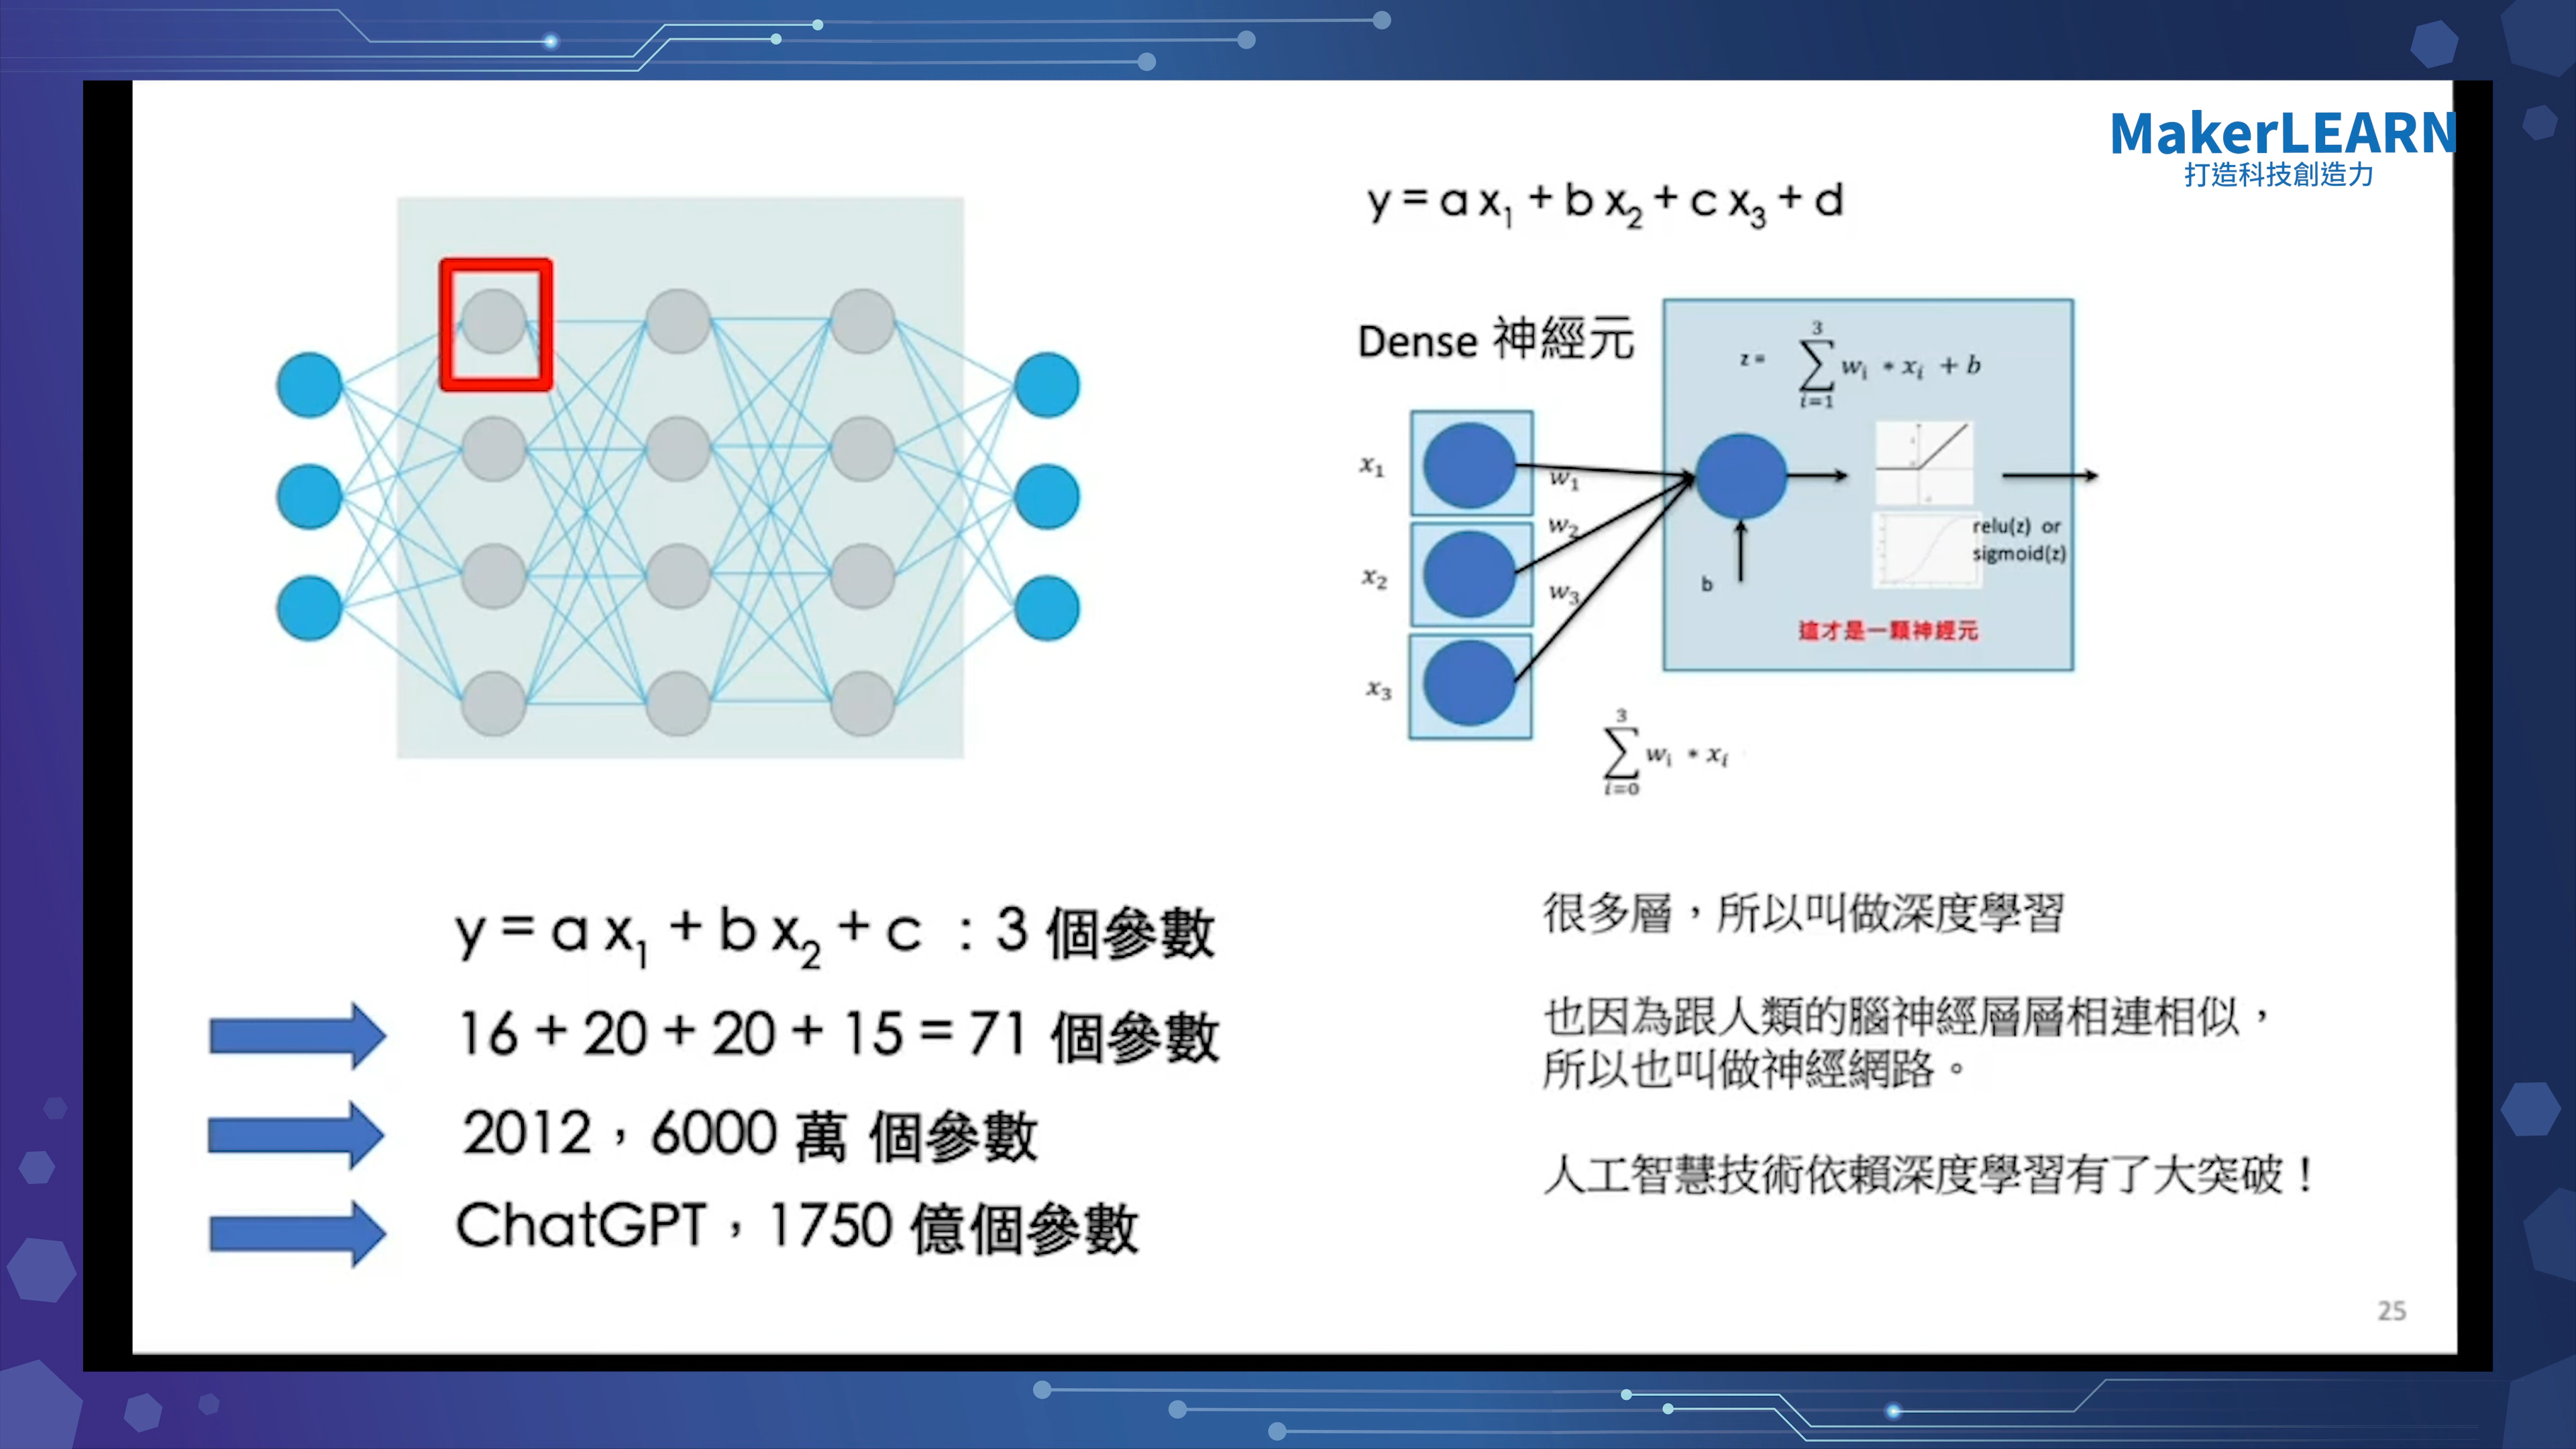 MakerLEARN
打造科技創造力
y = a x₁ + b x₂ + c x₃ + d
Dense 神經元
z = ∑ᵢ₌₁³ wᵢ * xᵢ + b
x₁
w₁
w₂
x₂
w₃
b
relu(z) or
sigmoid(z)
這才是一顆神經元
x₃
∑ᵢ₌₀³ wᵢ * xᵢ
y = a x₁ + b x₂ + c : 3 個參數
16 + 20 + 20 + 15 = 71 個參數
2012，6000 萬 個參數
ChatGPT，1750 億個參數
很多層，所以叫做深度學習
也因為跟人類的腦神經層層相連相似，
所以也叫做神經網路。
人工智慧技術依賴深度學習有了大突破！
25